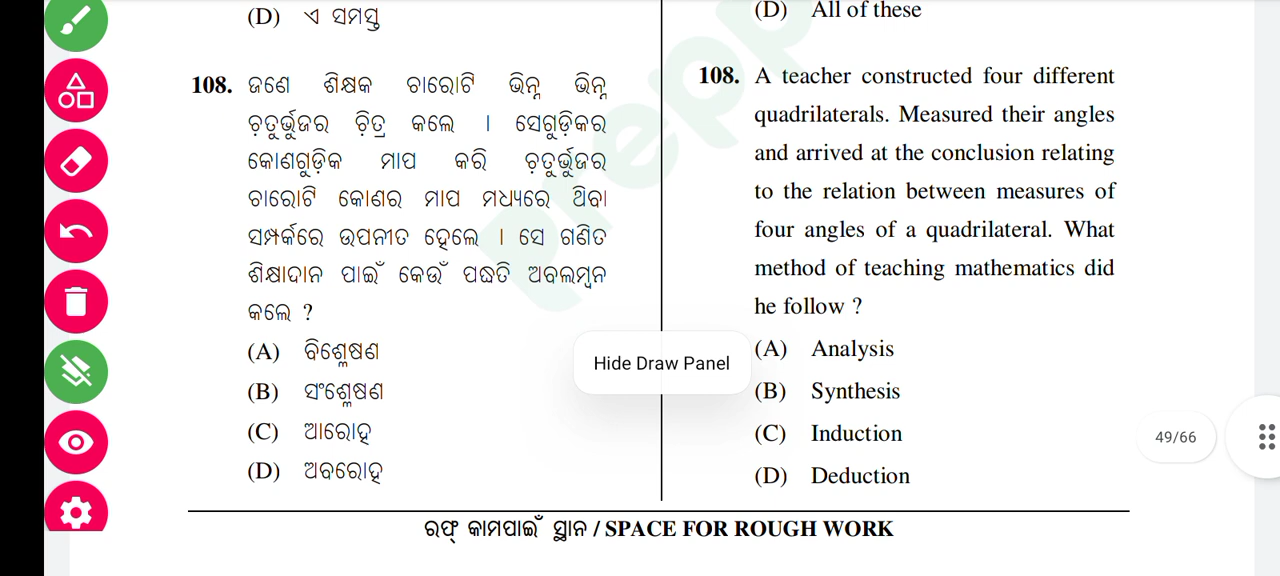 (D) ଏ ସମସ୍ତ
108. ଜଣେ ଶିକ୍ଷକ ଚାରୋଟି ଭିନ୍ନ ଭିନ୍ନ
ଚ଼ତୁର୍ଭୁଜର ଚ଼ିତ୍ର କଲେ । ସେଗୁଡ଼ିକର
କୋଣଗୁଡ଼ିକ ମାପ କରି ଚ଼ତୁର୍ଭୁଜର
ଚାରୋଟି କୋଣର ମାପ ମଧ୍ୟରେ ଥିବା
ସମ୍ପର୍କରେ ଉପନୀତ ହେଲେ । ସେ ଗଣିତ
ଶିକ୍ଷାଦାନ ପାଇଁ କେଉଁ ପଦ୍ଧତି ଅବଲମ୍ବନ
କଲେ ?
(A) ବିଶ୍ଳେଷଣ
(B) ସଂଶ୍ଳେଷଣ
(C) ଆରୋହ
(D) ଅବରୋହ
(D) All of these
108. A teacher constructed four different
quadrilaterals. Measured their angles
and arrived at the conclusion relating
to the relation between measures of
four angles of a quadrilateral. What
method of teaching mathematics did
he follow ?
(A) Analysis
(B) Synthesis
(C) Induction
(D) Deduction
Hide Draw Panel
49/66
ରଫ୍ କାମପାଇଁ ସ୍ଥାନ / SPACE FOR ROUGH WORK
prepp